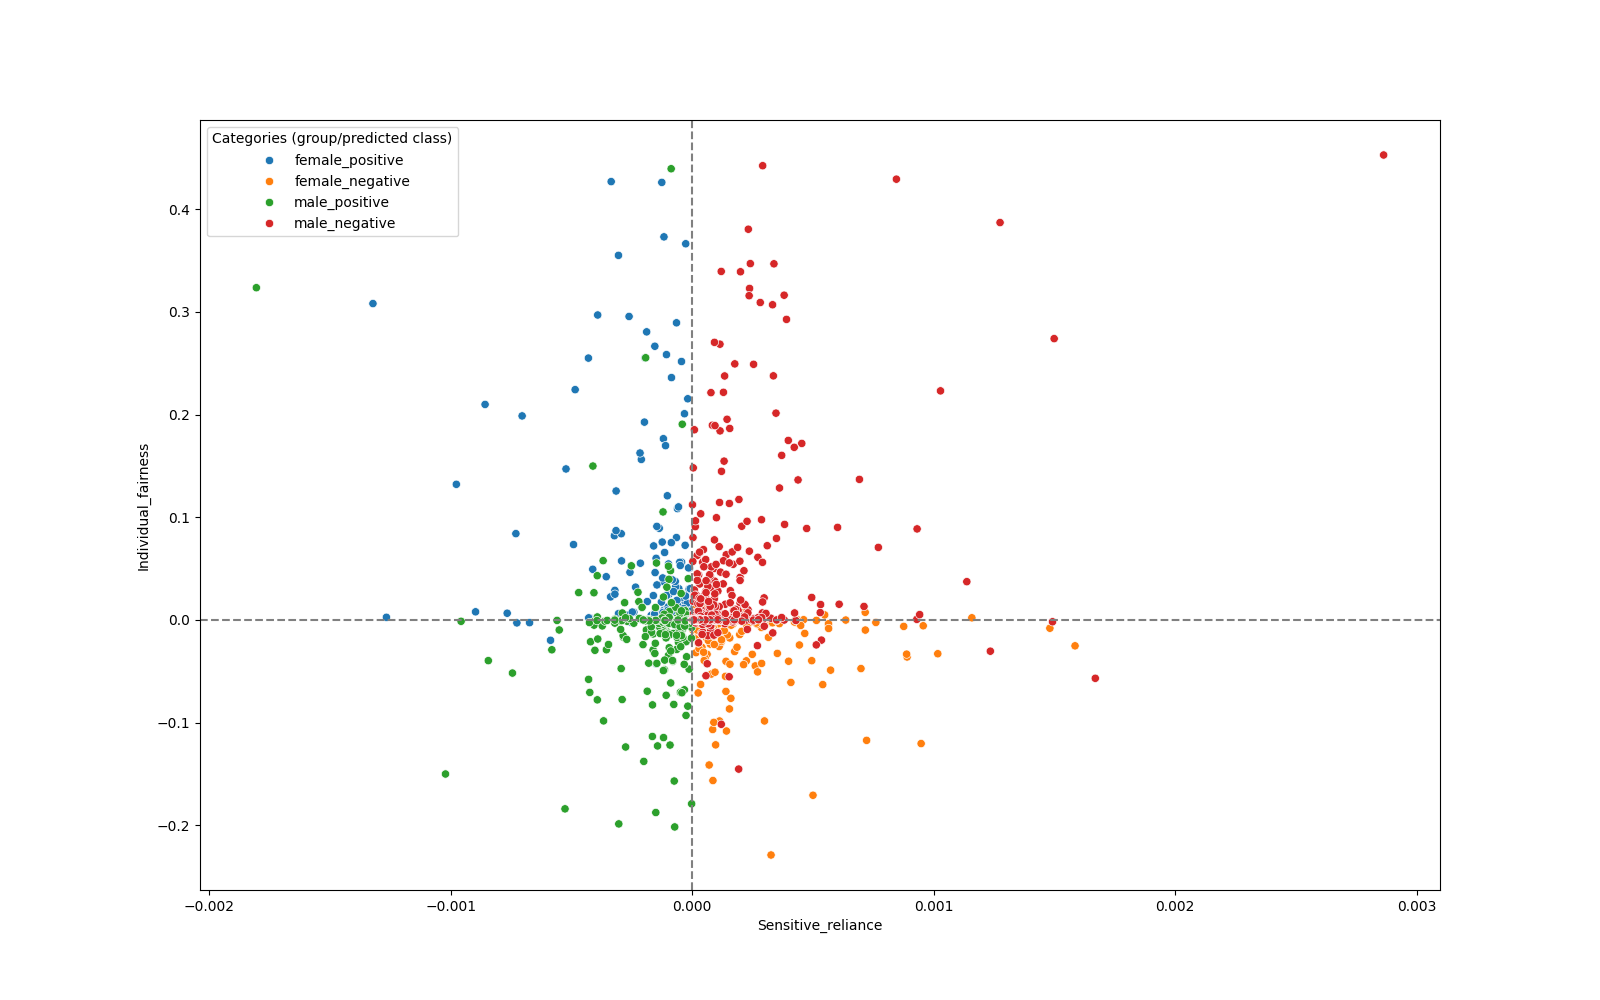 Categories (group/predicted class)
female_positive
female_negative
male_positive
male_negative
0.4
0.3
0.2
0.1
0.0
−0.1
−0.2
Individual_fairness
−0.002
−0.001
0.000
0.001
0.002
0.003
Sensitive_reliance